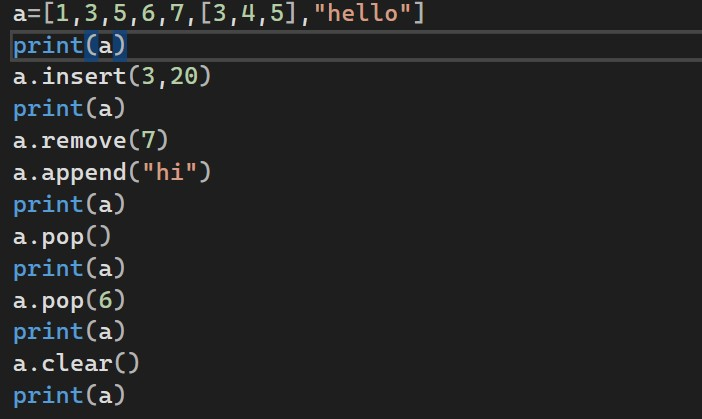 a=[1,3,5,6,7,[3,4,5],"hello"]
print(a)
a.insert(3,20)
print(a)
a.remove(7)
a.append("hi")
print(a)
a.pop()
print(a)
a.pop(6)
print(a)
a.clear()
print(a)